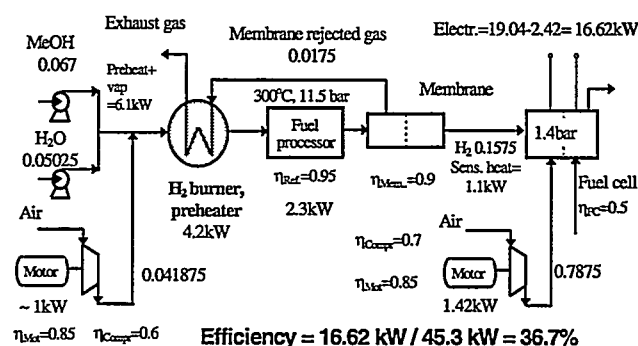 Exhaust gas
Electr.=19.04-2.42= 16.62kW
MeOH
0.067
Preheat+
vap
=6.1kW
Membrane rejected gas
0.0175
300°C, 11.5 bar
Membrane
H₂O
0.05025
Fuel
processor
1.4bar
H₂ 0.1575
Sens. heat=
1.1kW
ηRef.=0.95
ηMem.=0.9
2.3kW
H₂ burner,
preheater
4.2kW
Fuel cell
ηFC=0.5
Air
Motor
0.041875
~ 1kW
ηMot=0.85
ηCompr=0.6
ηCompr=0.7
Air
ηMot=0.85
Motor
1.42kW
0.7875
Efficiency = 16.62 kW / 45.3 kW = 36.7%